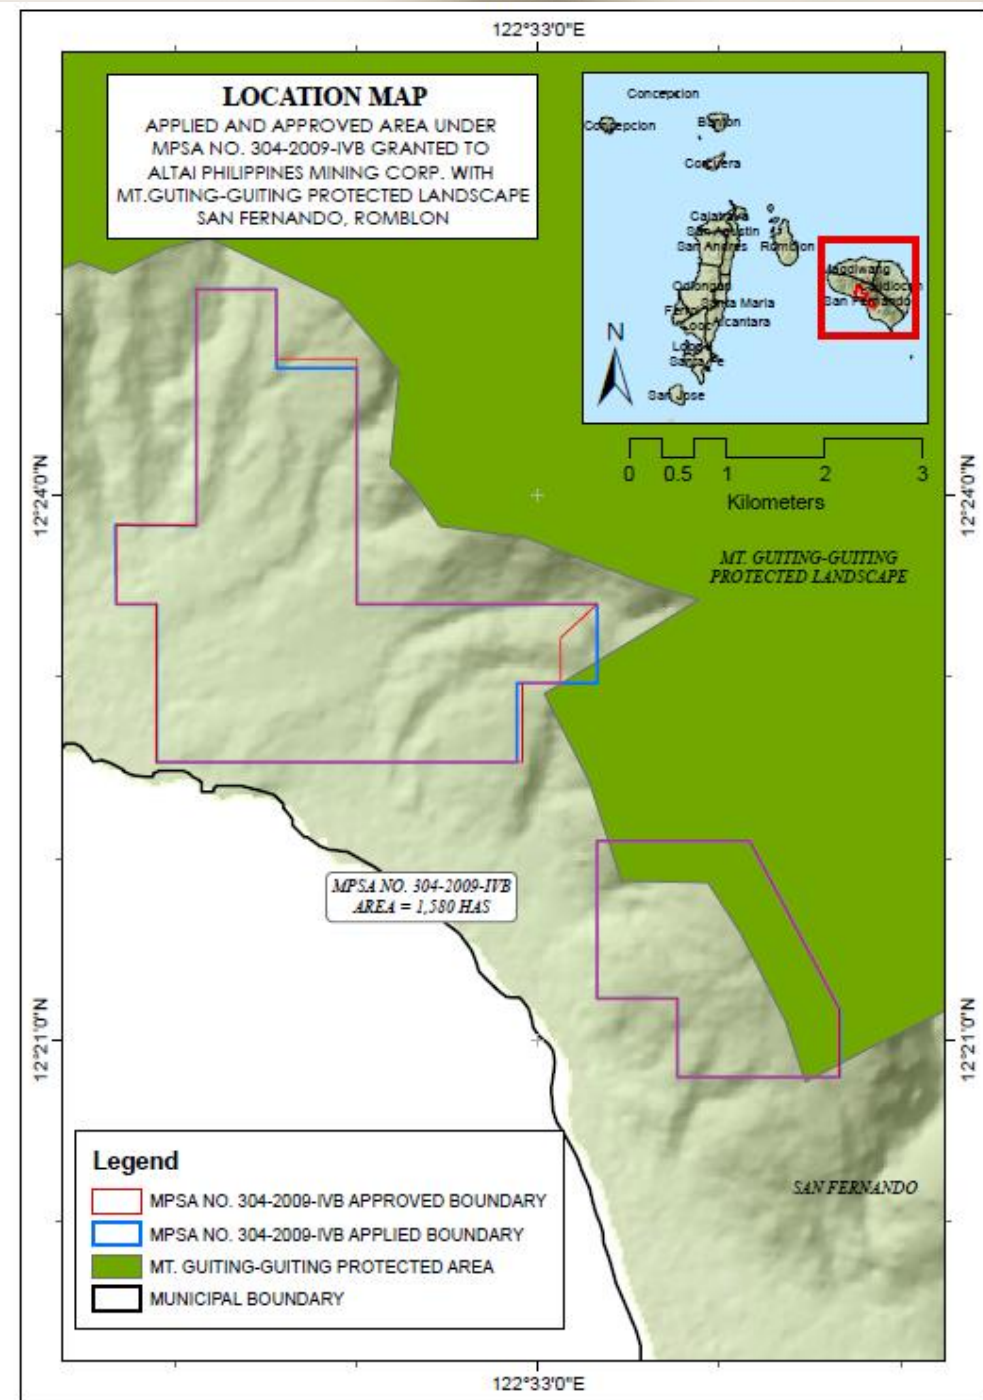 122°33'0"E
LOCATION MAP
APPLIED AND APPROVED AREA UNDER
MPSA NO. 304-2009-IVB GRANTED TO
ALTAI PHILIPPINES MINING CORP. WITH
MT.GUTING-GUITING PROTECTED LANDSCAPE
SAN FERNANDO, ROMBLON
Concepcion
Concepcion
Banton
Corcuera
Calatrava
San Agustin
San Andres
Romblon
Magdiwang
Cajidiocan
San Fernando
Odiongan
Santa Maria
Ferrol
Looc
Alcantara
Looc
Santa Fe
San Jose
N
0 0.5 1 2 3
Kilometers
12°24'0"N
12°24'0"N
MT. GUITING-GUITING
PROTECTED LANDSCAPE
MPSA NO. 304-2009-IVB
AREA = 1,580 HAS
12°21'0"N
12°21'0"N
SAN FERNANDO
Legend
MPSA NO. 304-2009-IVB APPROVED BOUNDARY
MPSA NO. 304-2009-IVB APPLIED BOUNDARY
MT. GUITING-GUITING PROTECTED AREA
MUNICIPAL BOUNDARY
122°33'0"E